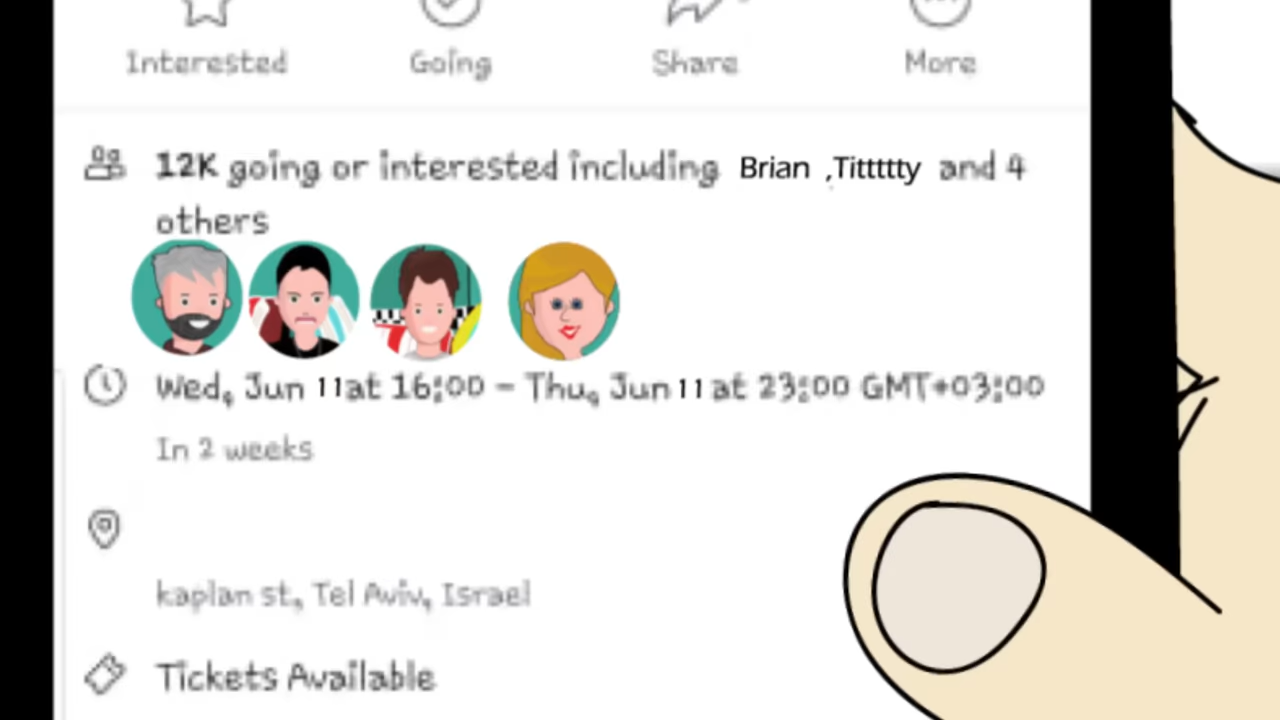 Interested Going Share More
12K going or interested including Brian ,Tittttty and 4
others
Wed, Jun 11at 16:00 - Thu, Jun 11 at 23:00 GMT+03:00
In 2 weeks
kaplan st, Tel Aviv, Israel
Tickets Available